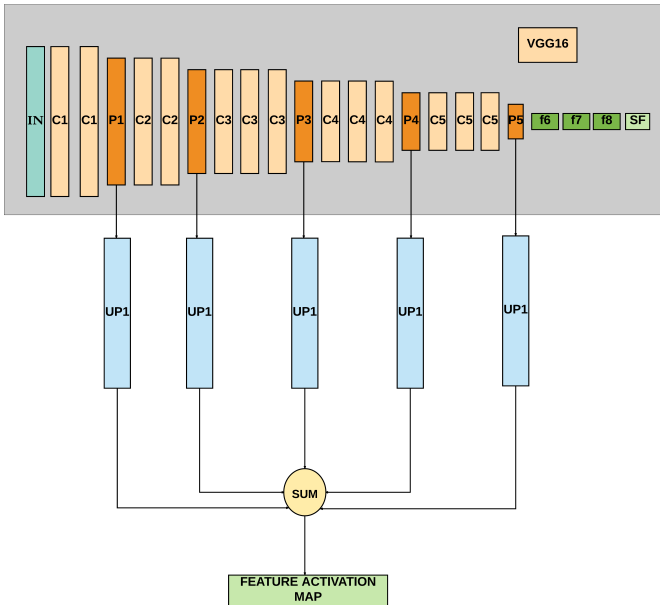 VGG16
IN
C1
C1
P1
C2
C2
P2
C3
C3
C3
P3
C4
C4
C4
P4
C5
C5
C5
P5
f6
f7
f8
SF
UP1
UP1
UP1
UP1
UP1
SUM
FEATURE ACTIVATION
MAP